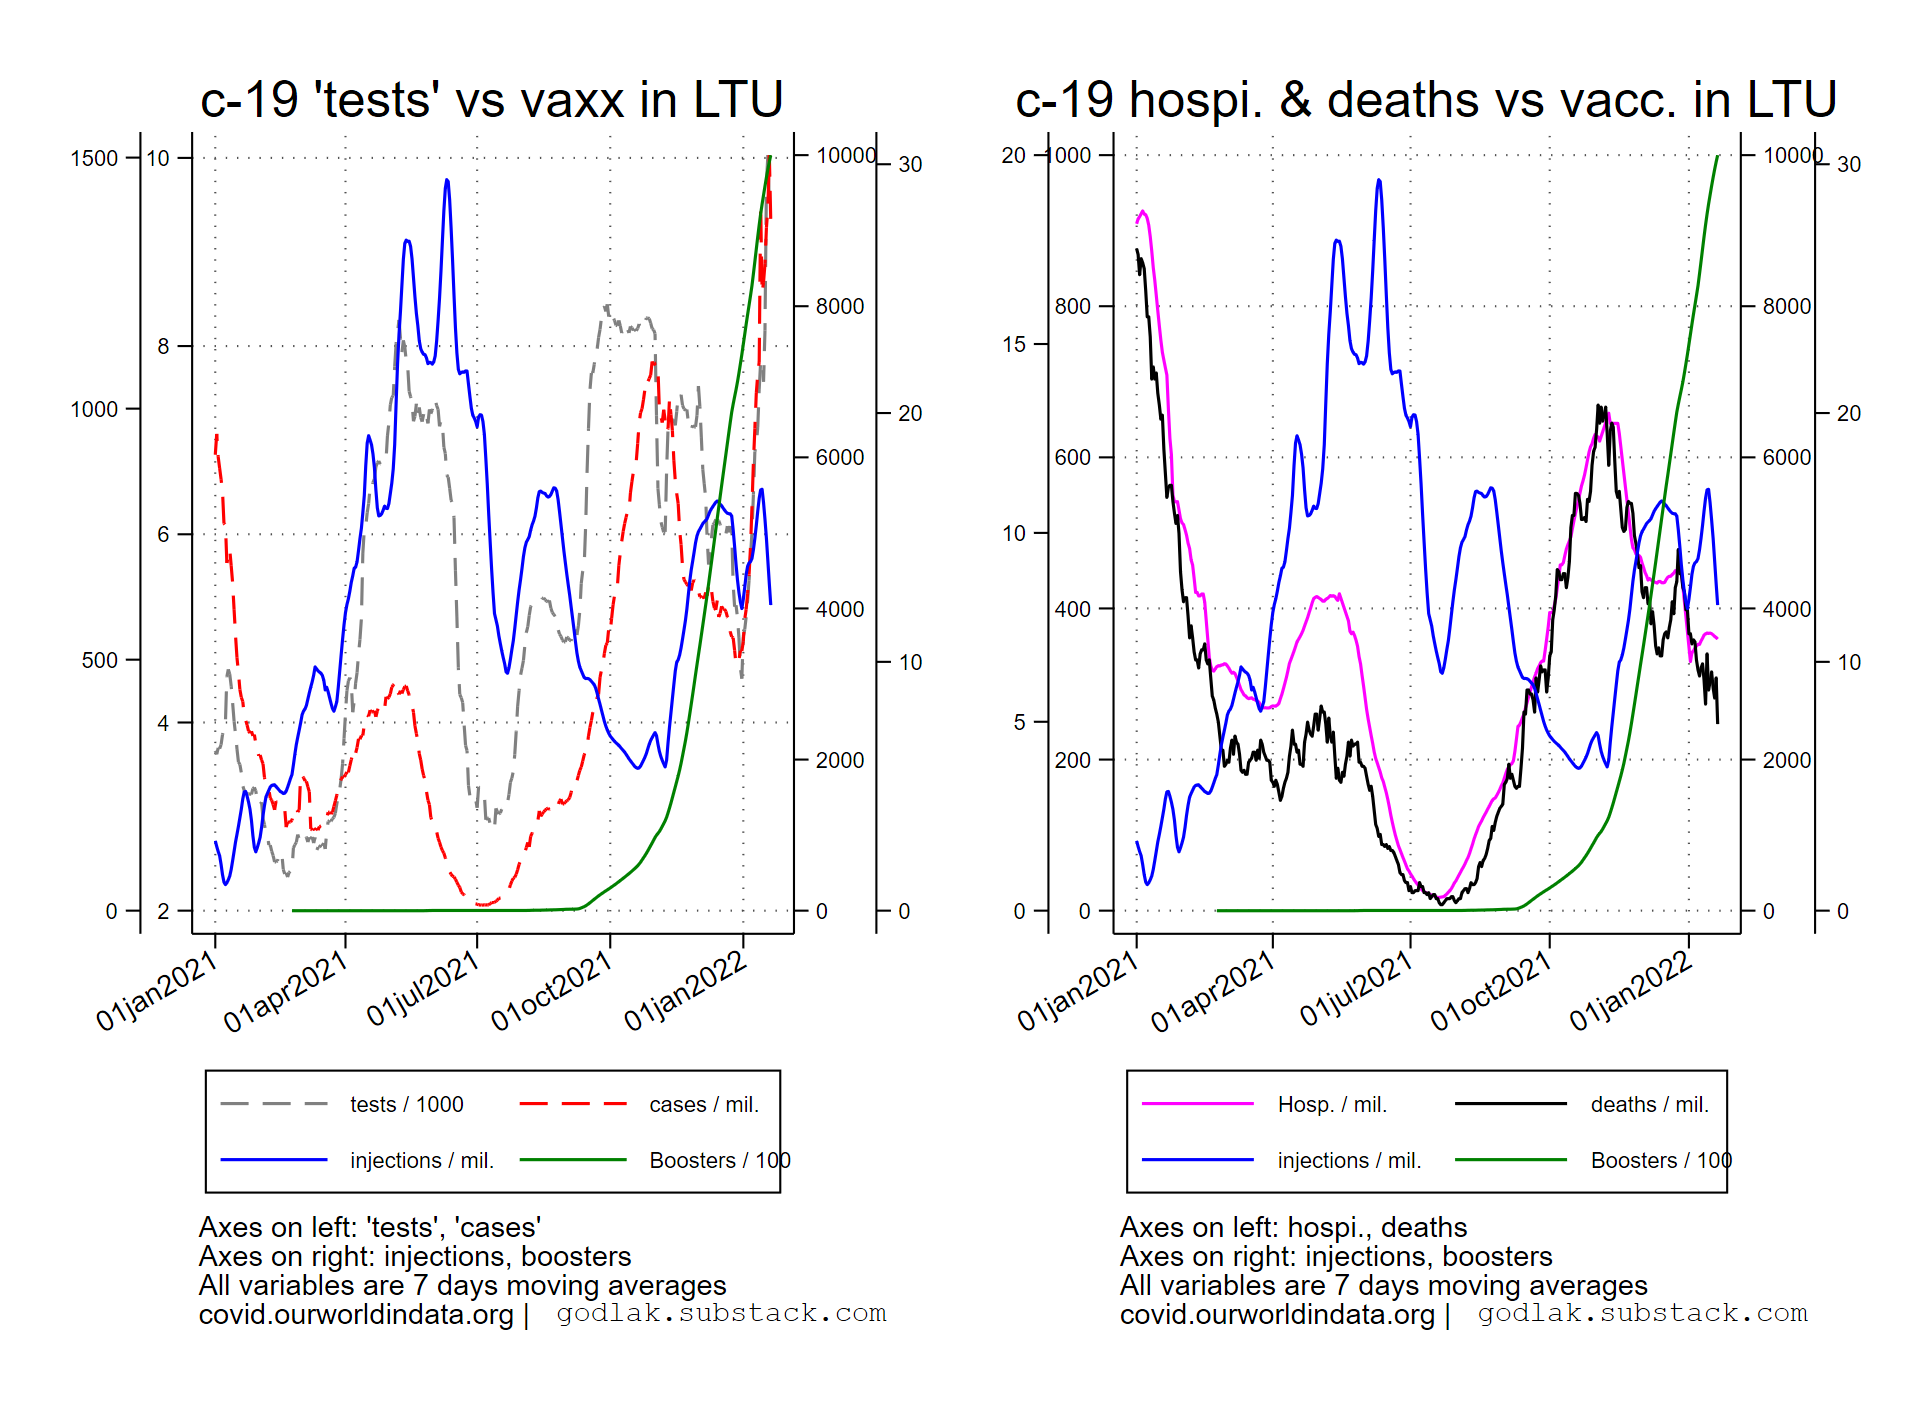 c-19 'tests' vs vaxx in LTU
1500
1000
500
0
10
8
6
4
2
10000
8000
6000
4000
2000
0
30
20
10
0
01jan2021
01apr2021
01jul2021
01oct2021
01jan2022
tests / 1000
cases / mil.
injections / mil.
Boosters / 100
Axes on left: 'tests', 'cases'
Axes on right: injections, boosters
All variables are 7 days moving averages
covid.ourworldindata.org | godlak.substack.com
c-19 hospi. & deaths vs vacc. in LTU
20
15
10
5
0
1000
800
600
400
200
0
10000
8000
6000
4000
2000
0
30
20
10
0
01jan2021
01apr2021
01jul2021
01oct2021
01jan2022
Hosp. / mil.
deaths / mil.
injections / mil.
Boosters / 100
Axes on left: hospi., deaths
Axes on right: injections, boosters
All variables are 7 days moving averages
covid.ourworldindata.org | godlak.substack.com